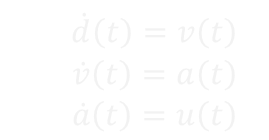 ḋ(t) = v(t)
v̇(t) = a(t)
ȧ(t) = u(t)